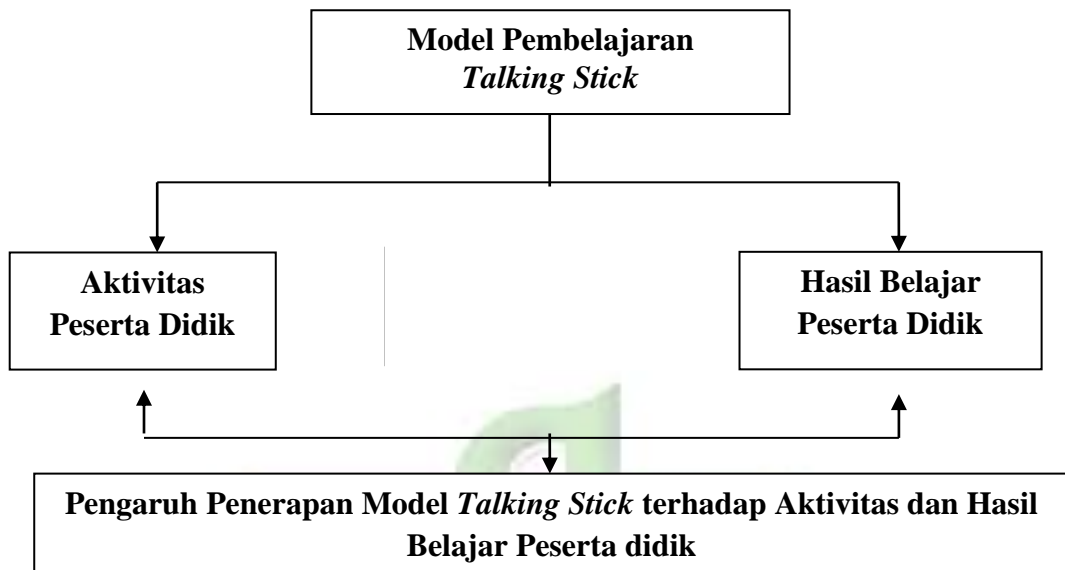 Model Pembelajaran
Talking Stick
Aktivitas
Peserta Didik
Hasil Belajar
Peserta Didik
Pengaruh Penerapan Model Talking Stick terhadap Aktivitas dan Hasil
Belajar Peserta didik